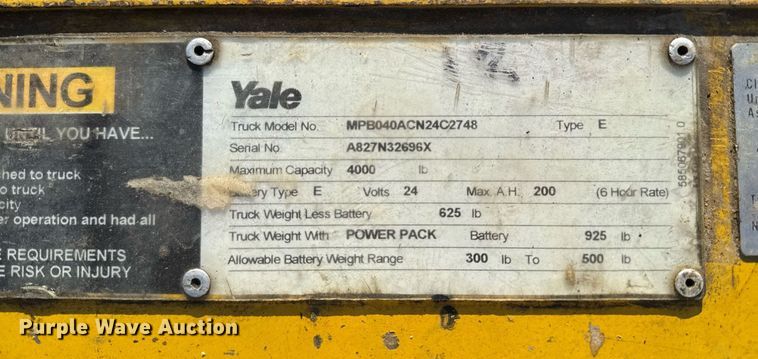 NING
UNTIL YOU HAVE...
ched to truck
o truck
city
er operation and had all
E REQUIREMENTS
E RISK OR INJURY
Yale
Truck Model No. MPB040ACN24C2748 Type E
Serial No. A827N32696X
Maximum Capacity 4000 lb
ttery Type E Volts 24 Max. A.H. 200 (6 Hour Rate)
Truck Weight Less Battery 625 lb
Truck Weight With POWER PACK Battery 925 lb
Allowable Battery Weight Range 300 lb To 500 lb
Purple Wave Auction